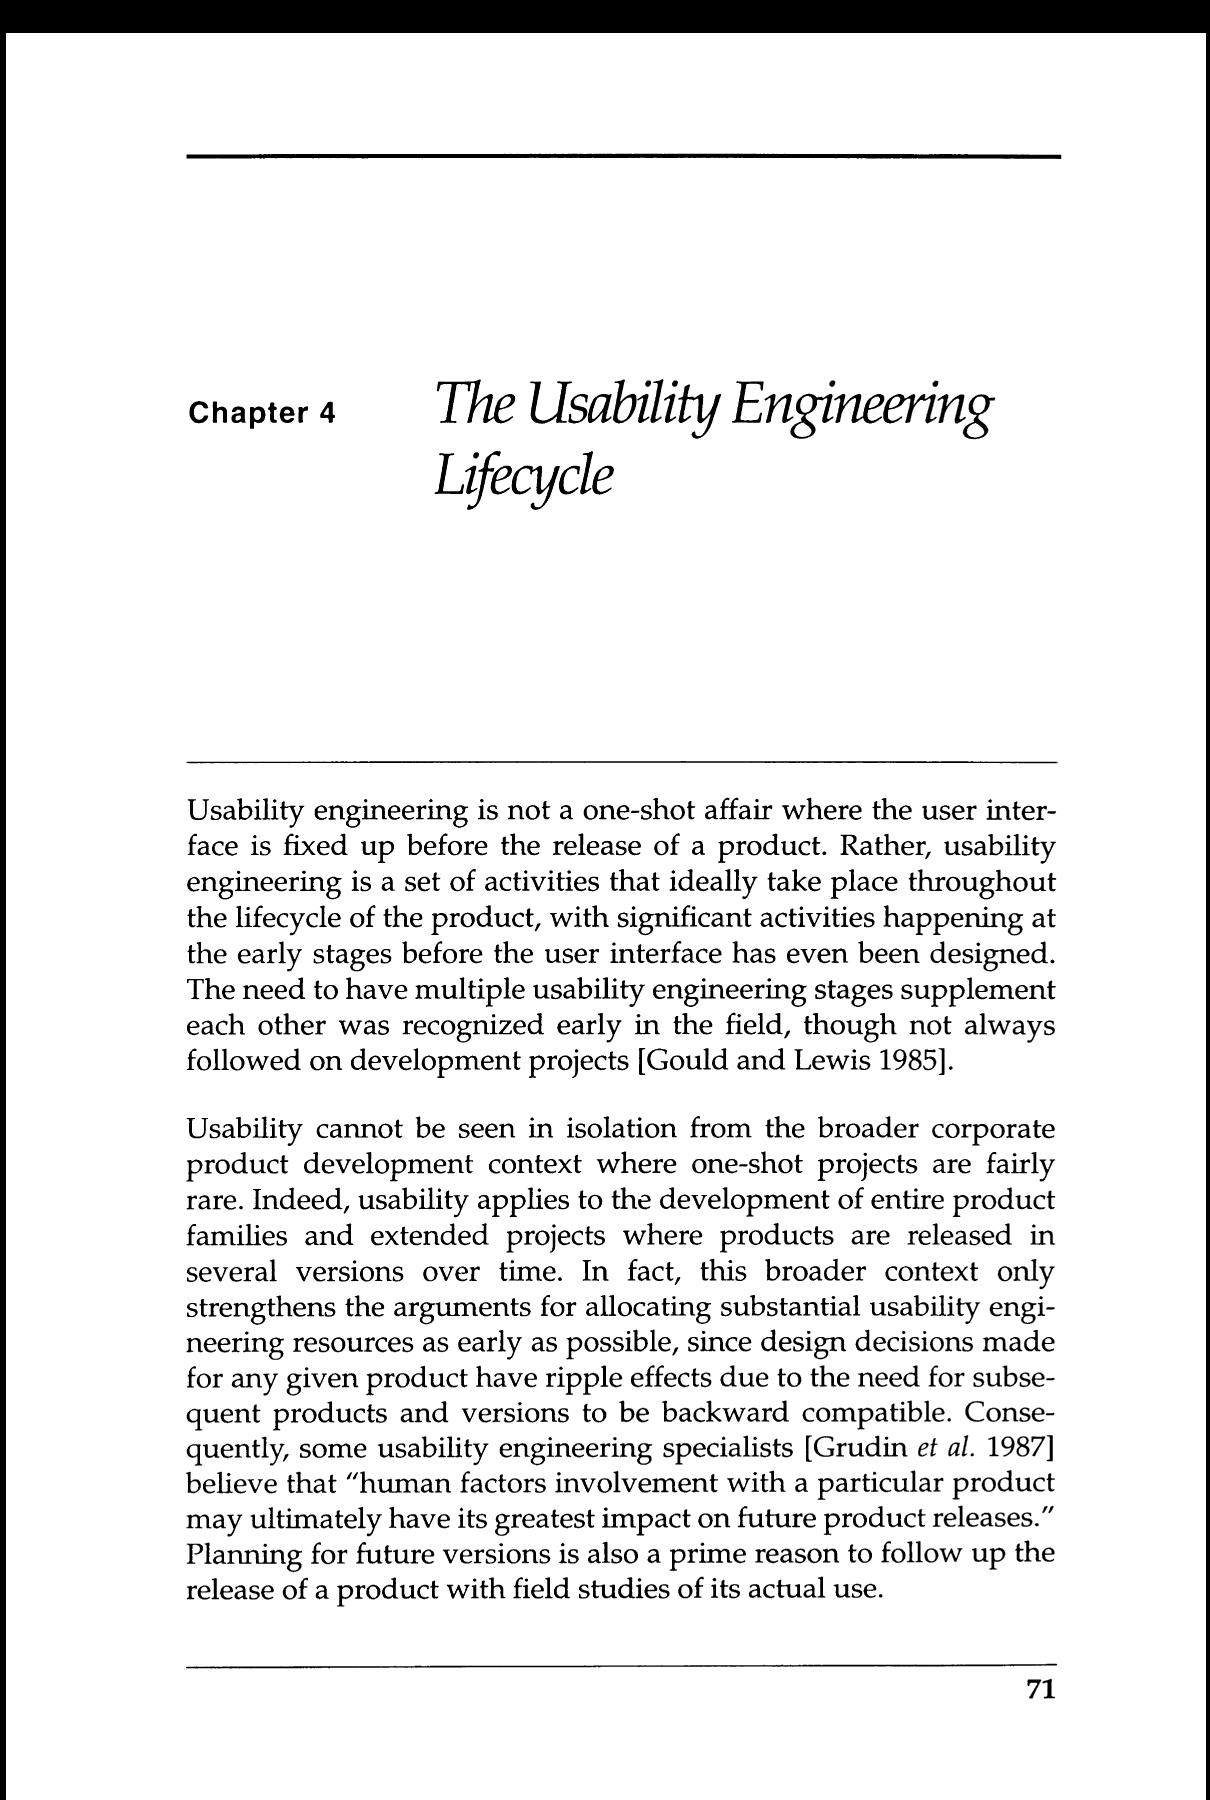 Chapter 4
The Usability Engineering
Lifecycle
Usability engineering is not a one-shot affair where the user inter-
face is fixed up before the release of a product. Rather, usability
engineering is a set of activities that ideally take place throughout
the lifecycle of the product, with significant activities happening at
the early stages before the user interface has even been designed.
The need to have multiple usability engineering stages supplement
each other was recognized early in the field, though not always
followed on development projects [Gould and Lewis 1985].
Usability cannot be seen in isolation from the broader corporate
product development context where one-shot projects are fairly
rare. Indeed, usability applies to the development of entire product
families and extended projects where products are released in
several versions over time. In fact, this broader context only
strengthens the arguments for allocating substantial usability engi-
neering resources as early as possible, since design decisions made
for any given product have ripple effects due to the need for subse-
quent products and versions to be backward compatible. Conse-
quently, some usability engineering specialists [Grudin et al. 1987]
believe that "human factors involvement with a particular product
may ultimately have its greatest impact on future product releases."
Planning for future versions is also a prime reason to follow up the
release of a product with field studies of its actual use.
71